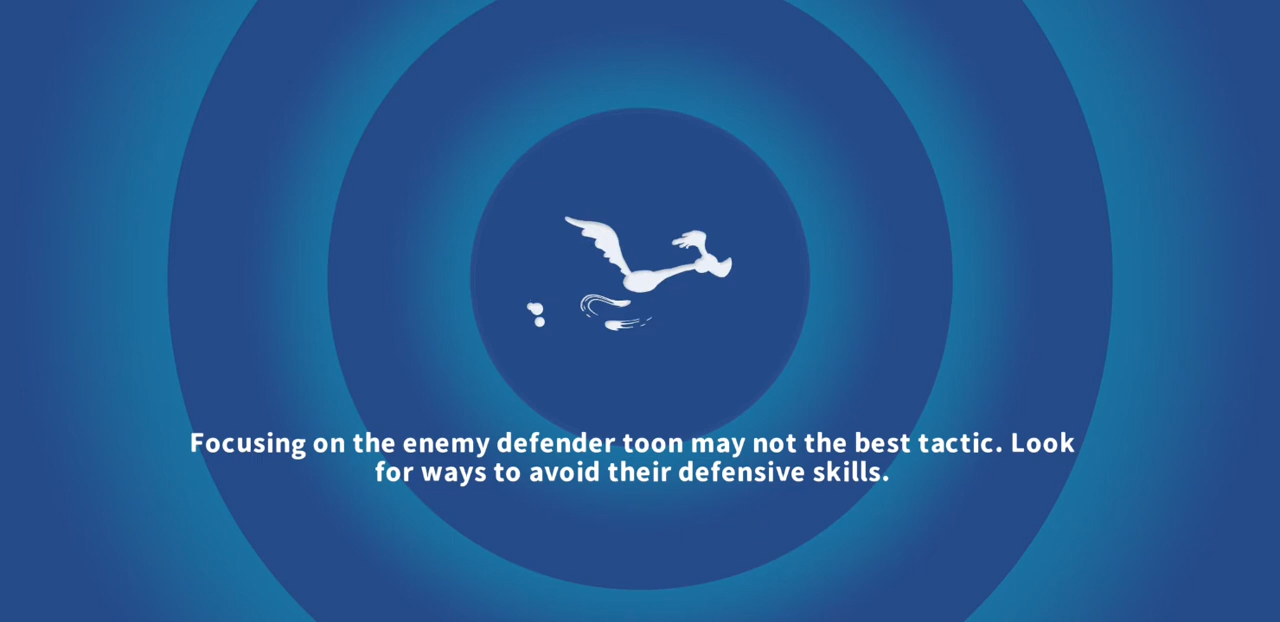 Focusing on the enemy defender toon may not the best tactic. Look
for ways to avoid their defensive skills.